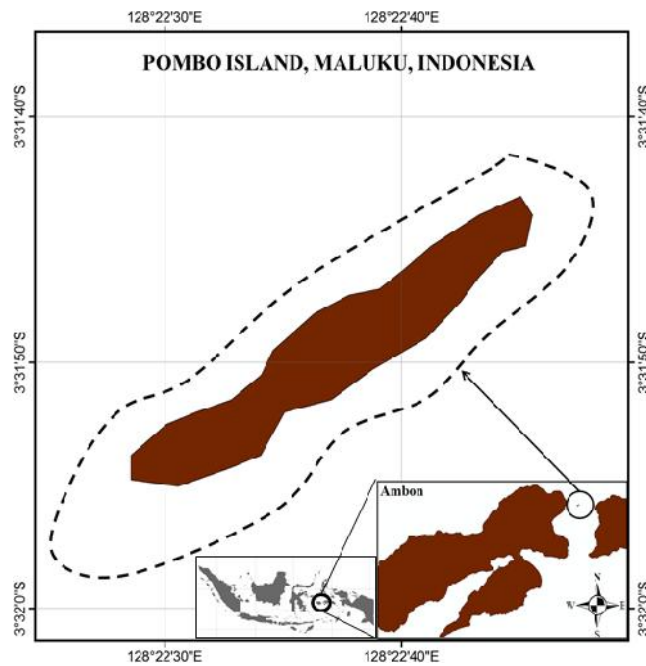 128°22'30"E
128°22'40"E
POMBO ISLAND, MALUKU, INDONESIA
3°31'40"S
3°31'40"S
3°31'50"S
3°31'50"S
Ambon
N
W
E
S
3°32'0"S
3°32'0"S
128°22'30"E
128°22'40"E